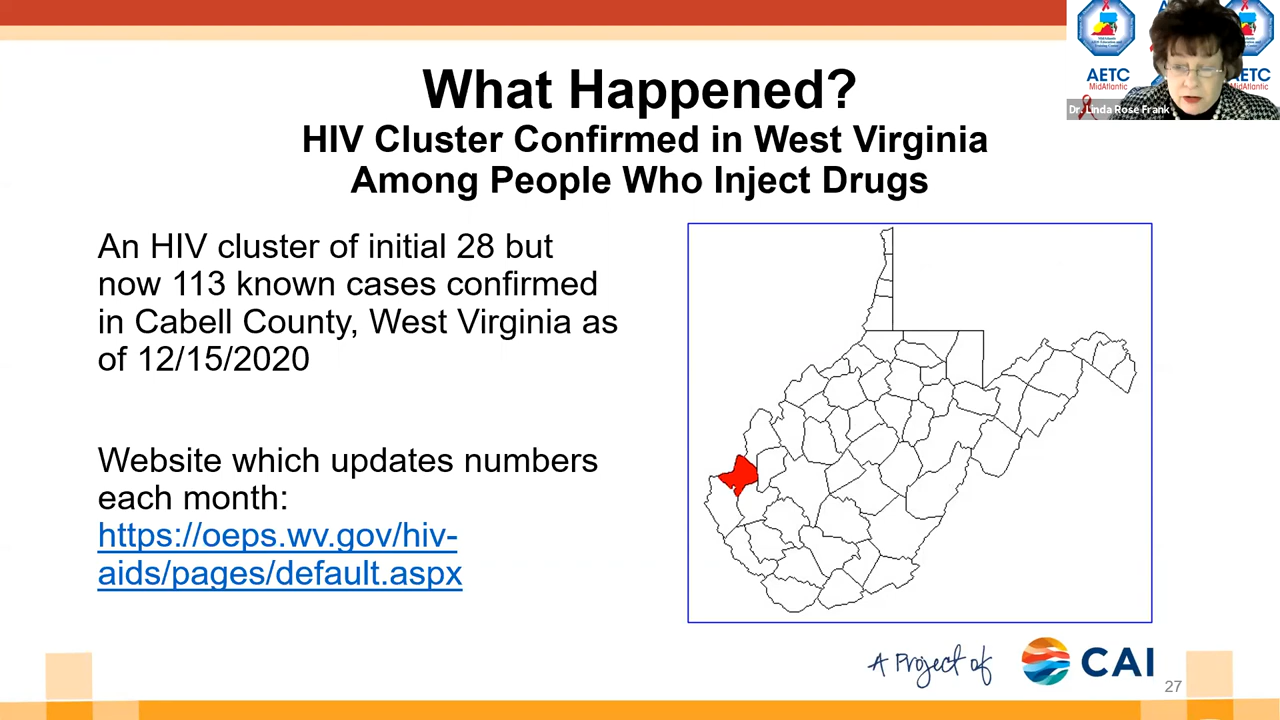 What Happened?
HIV Cluster Confirmed in West Virginia
Among People Who Inject Drugs
An HIV cluster of initial 28 but
now 113 known cases confirmed
in Cabell County, West Virginia as
of 12/15/2020
Website which updates numbers
each month:
https://oeps.wv.gov/hiv-
aids/pages/default.aspx
AETC
MidAtlantic
AETC
MidAtlantic
Dr. Linda Rose Frank
A Project of
CAI
27